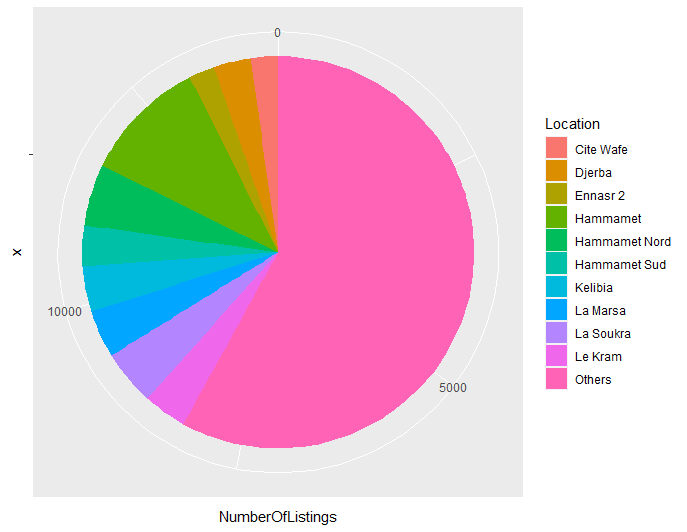 0
5000
10000
x
NumberOfListings
Location
Cite Wafe
Djerba
Ennasr 2
Hammamet
Hammamet Nord
Hammamet Sud
Kelibia
La Marsa
La Soukra
Le Kram
Others